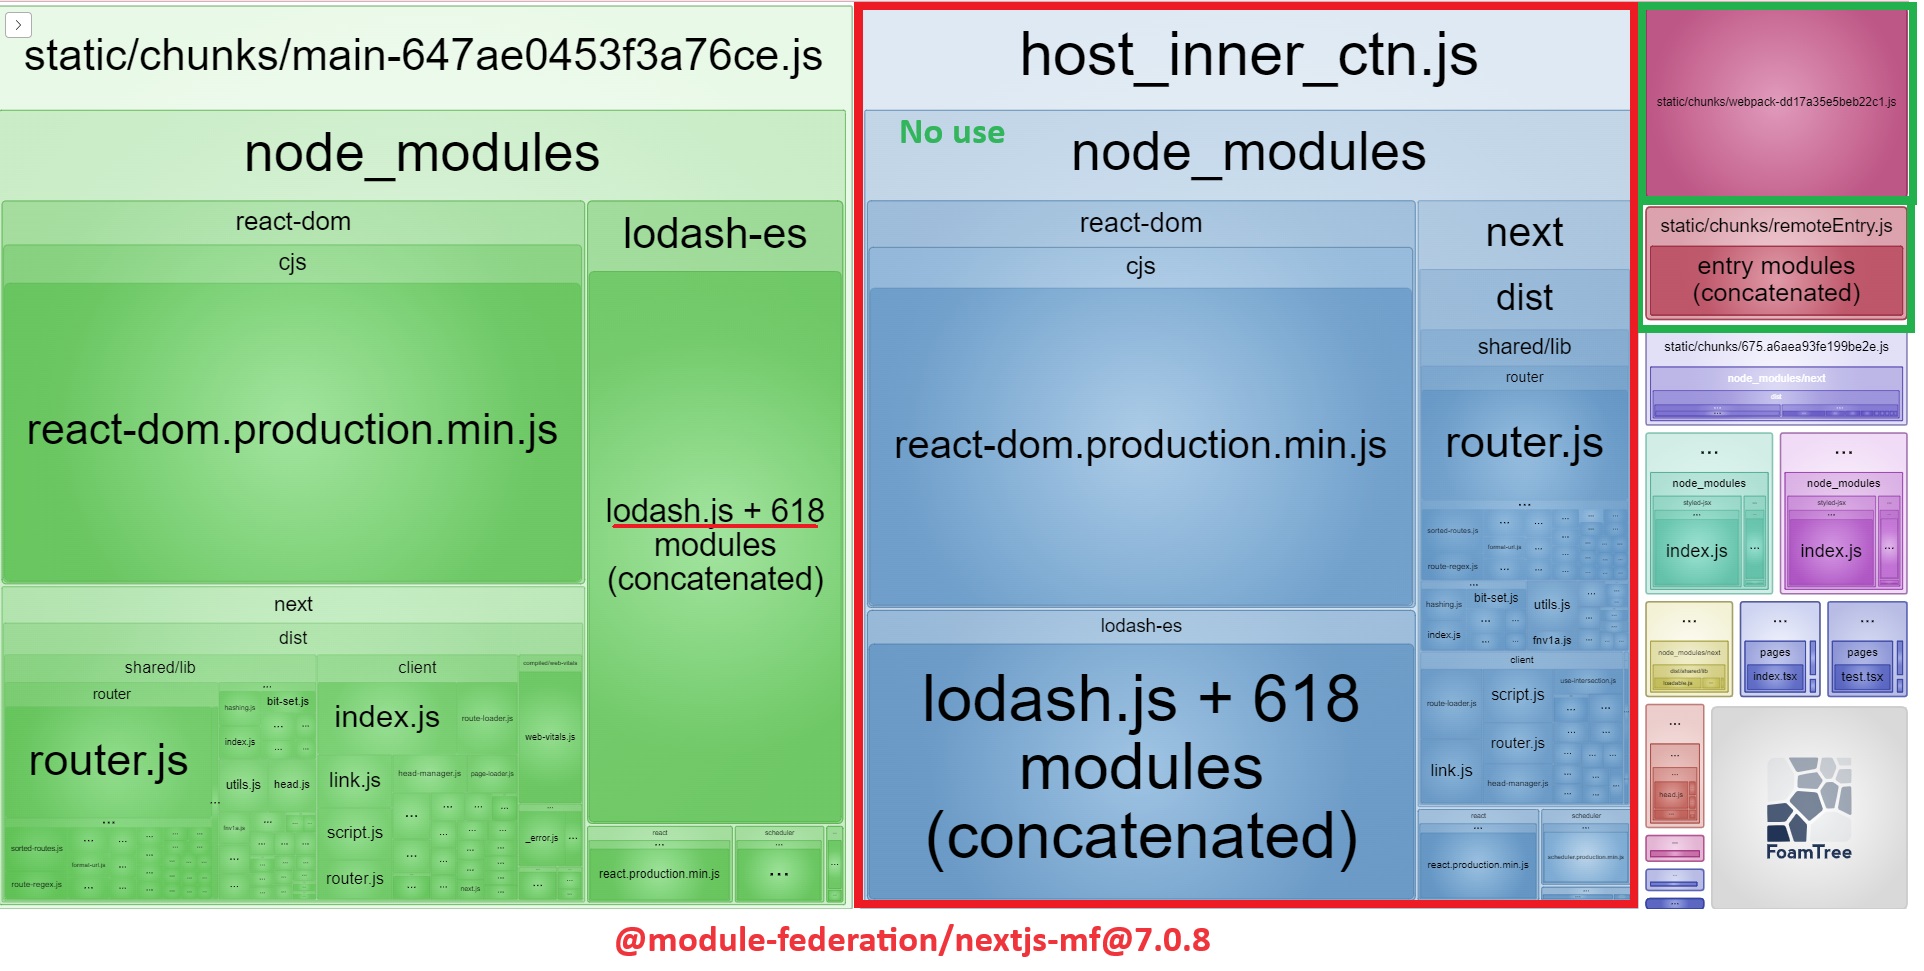 static/chunks/main-647ae0453f3a76ce.js
node_modules
react-dom
cjs
react-dom.production.min.js
lodash-es
lodash.js + 618
modules
(concatenated)
next
dist
shared/lib
router
router.js
...
sorted-routes.js
formal-url.js
route-regex.js
...
hashing.js
bit-set.js
index.js
utils.js
head.js
fnv1a.js
client
index.js
route-loader.js
link.js
head-manager.js
page-loader.js
script.js
router.js
next.js
compiled/web-vitals
web-vitals.js
_error.js
react
...
react.production.min.js
scheduler
...
host_inner_ctn.js
No use
node_modules
react-dom
cjs
react-dom.production.min.js
lodash-es
lodash.js + 618
modules
(concatenated)
next
dist
shared/lib
router
router.js
...
sorted-routes.js
formal-url.js
route-regex.js
...
hashing.js
bit-set.js
utils.js
index.js
fnv1a.js
client
use-intersection.js
route-loader.js
script.js
router.js
link.js
head-manager.js
react
...
react.production.min.js
scheduler
...
scheduler.production.min.js
static/chunks/webpack-dd17a35e5beb22c1.js
static/chunks/remoteEntry.js
entry modules
(concatenated)
static/chunks/675.a6aea93fe199be2e.js
node_modules/next
dist
...
node_modules
styled-jsx
...
index.js
...
node_modules
styled-jsx
...
index.js
...
node_modules/next
dist/shared/lib
loadable.js
...
pages
index.tsx
...
pages
test.tsx
...
head.js
FoamTree
@module-federation/nextjs-mf@7.0.8